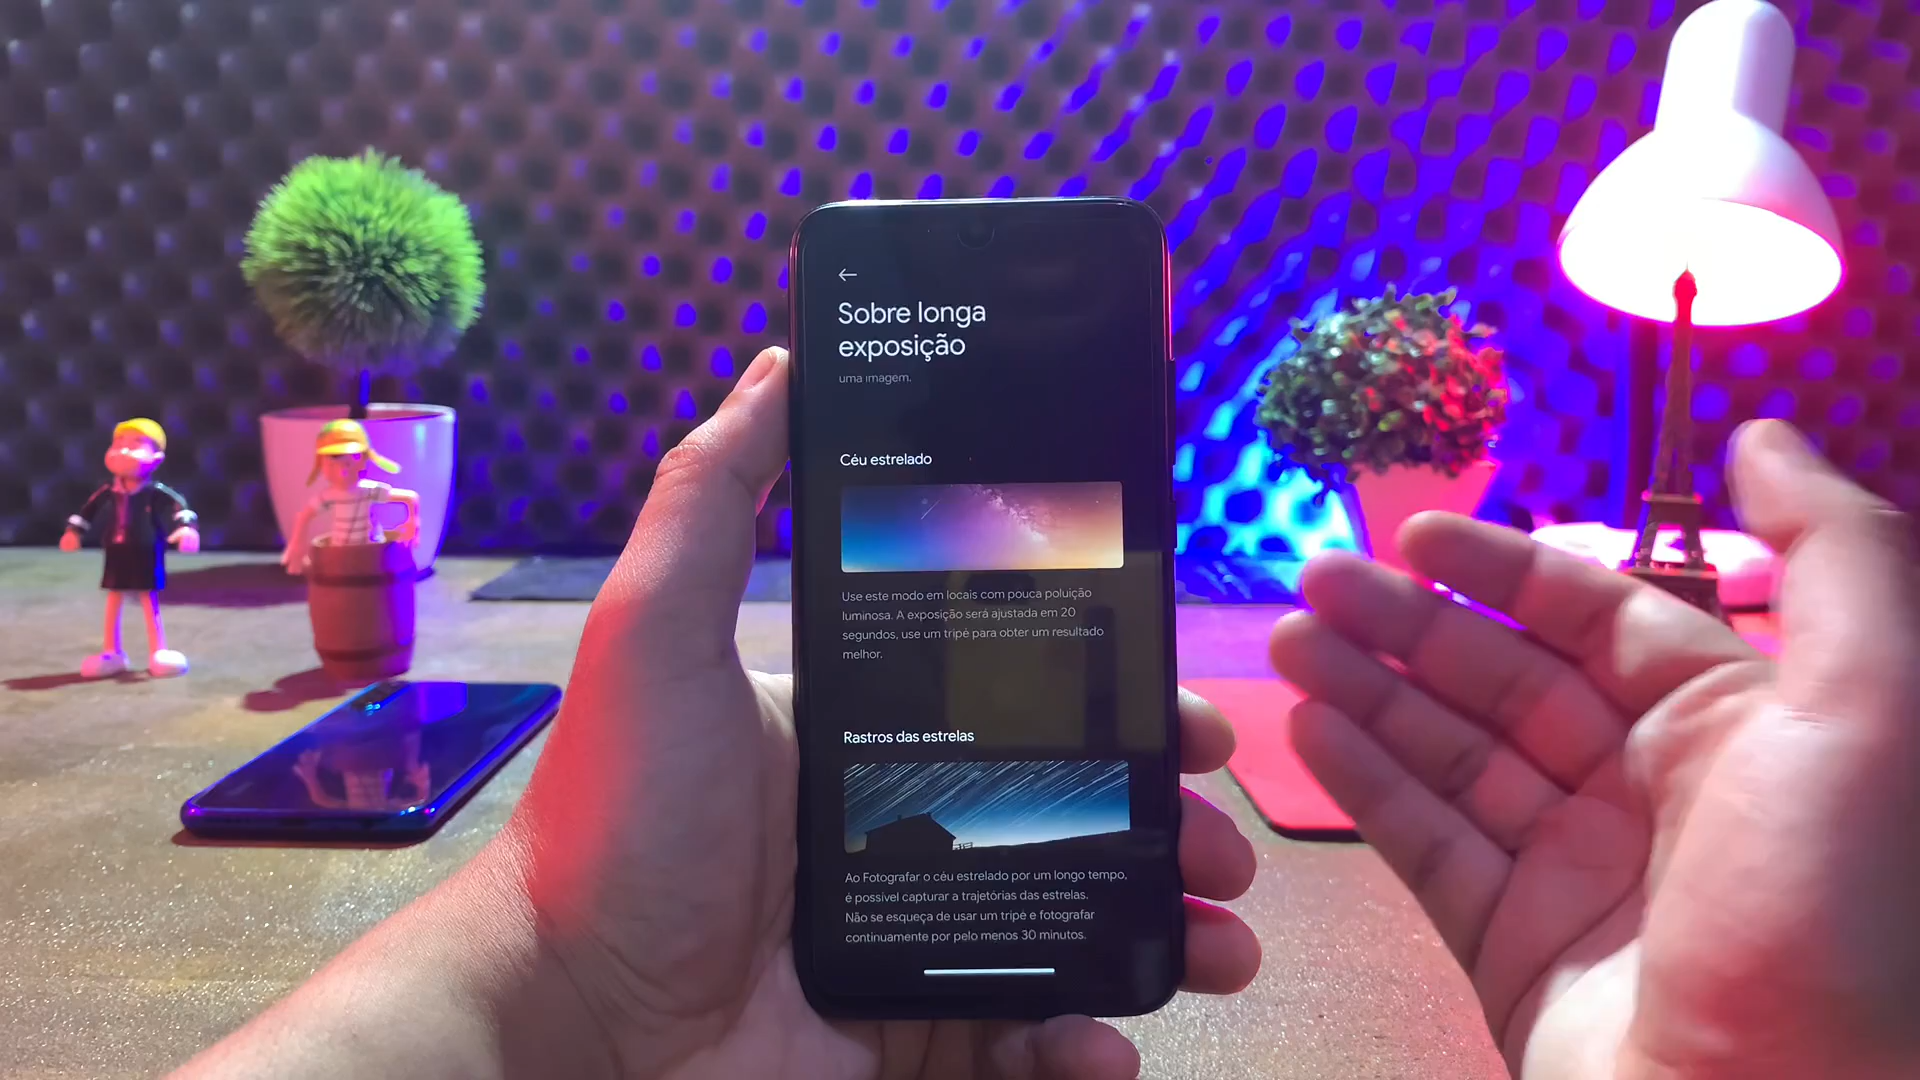 Sobre longa
exposição
uma imagem.
Céu estrelado
Use este modo em locais com pouca poluição
luminosa. A exposição será ajustada em 20
segundos, use um tripé para obter um resultado
melhor.
Rastros das estrelas
Ao Fotografar o céu estrelado por um longo tempo,
é possível capturar a trajetórias das estrelas.
Não se esqueça de usar um tripé e fotografar
continuamente por pelo menos 30 minutos.